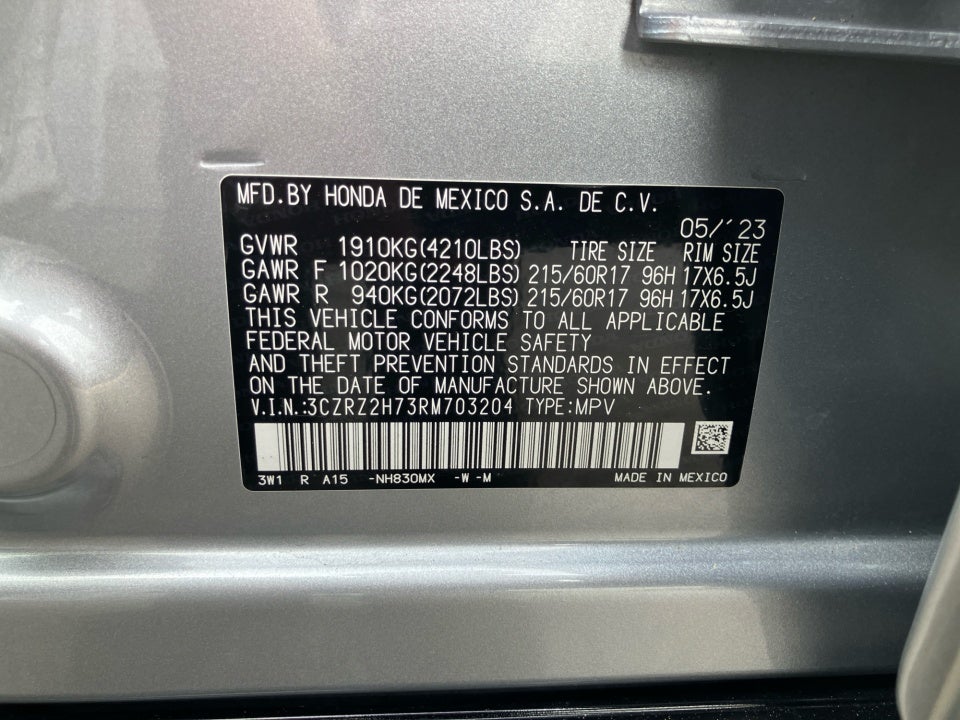 MFD.BY HONDA DE MEXICO S.A. DE C.V.
05/'23
GVWR 1910KG(4210LBS) TIRE SIZE RIM SIZE
GAWR F 1020KG(2248LBS) 215/60R17 96H 17X6.5J
GAWR R 940KG(2072LBS) 215/60R17 96H 17X6.5J
THIS VEHICLE CONFORMS TO ALL APPLICABLE
FEDERAL MOTOR VEHICLE SAFETY
AND THEFT PREVENTION STANDARDS IN EFFECT
ON THE DATE OF MANUFACTURE SHOWN ABOVE.
V.I.N.:3CZRZ2H73RM703204 TYPE:MPV
3W1 R A15 -NH830MX -W -M MADE IN MEXICO